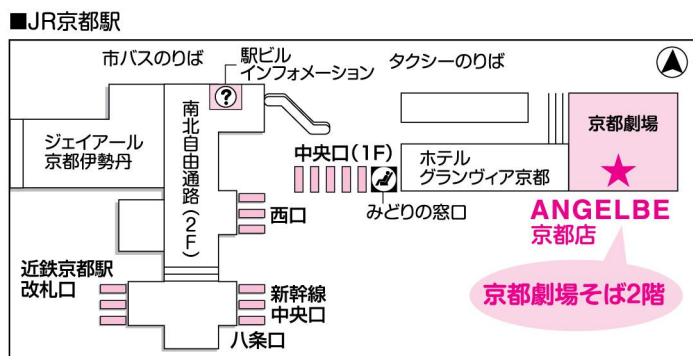 ■JR京都駅
市バスのりば
駅ビル
インフォメーション
タクシーのりば
?
南北自由通路(2F)
ジェイアール
京都伊勢丹
中央口(1F)
ホテル
グランヴィア京都
京都劇場
みどりの窓口
西口
ANGELBE
京都店
近鉄京都駅
改札口
新幹線
中央口
八条口
京都劇場そば2階